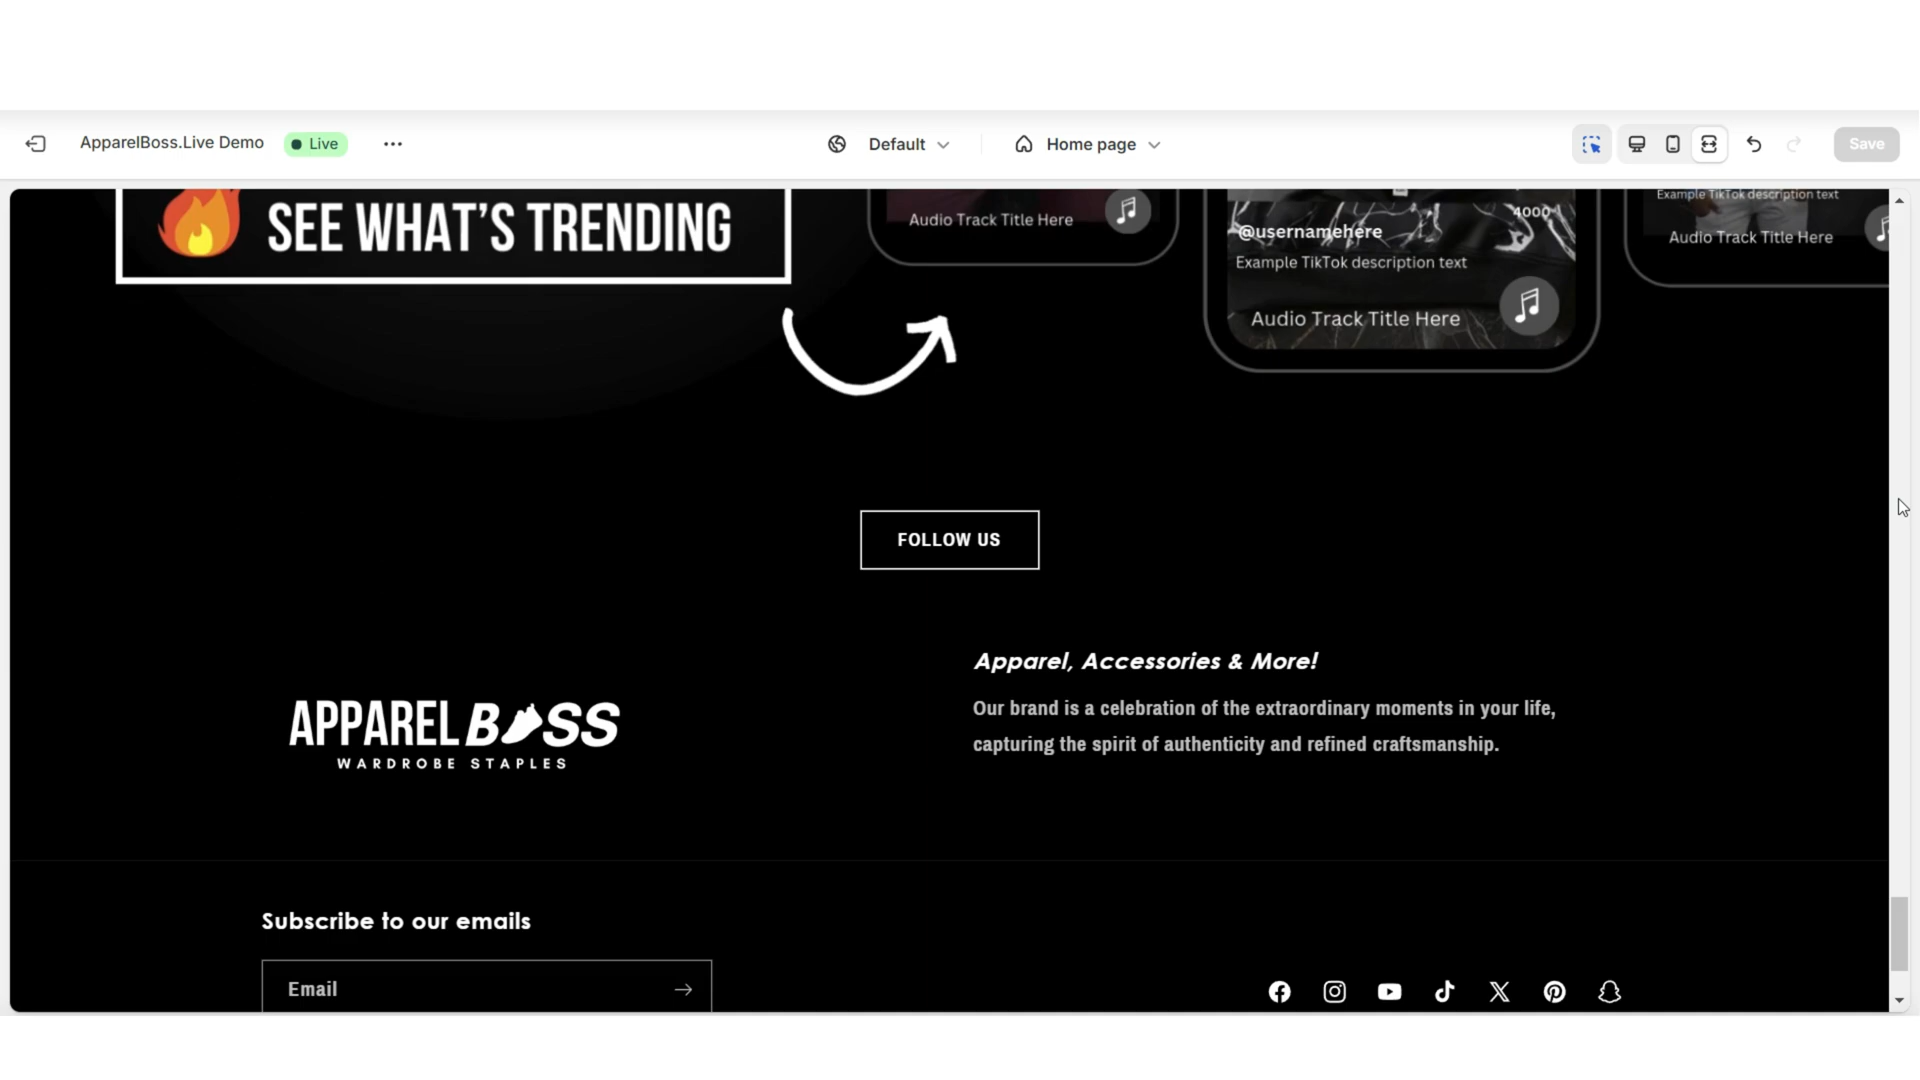 ApparelBoss.Live Demo
Live
Default
Home page
Save
SEE WHAT'S TRENDING
Audio Track Title Here
4000
@usernamehere
Example TikTok description text
Audio Track Title Here
Example TikTok description text
Audio Track Title Here
FOLLOW US
APPAREL BOSS
WARDROBE STAPLES
Apparel, Accessories & More!
Our brand is a celebration of the extraordinary moments in your life,
capturing the spirit of authenticity and refined craftsmanship.
Subscribe to our emails
Email